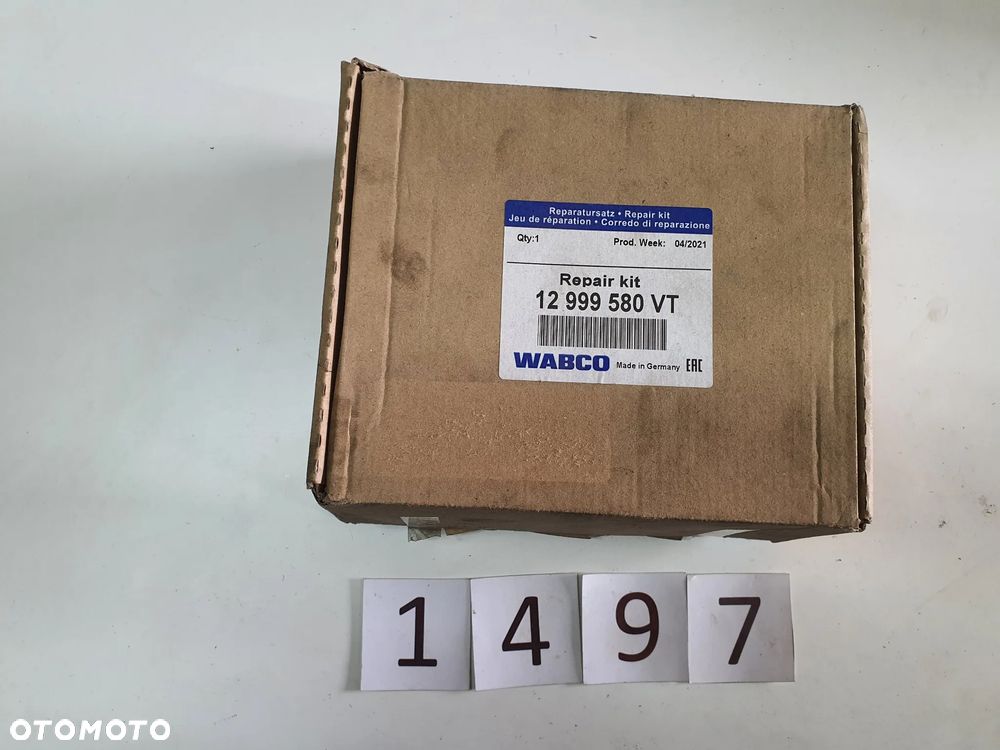 Reparatursatz • Repair kit
Jeu de réparation • Corredo di reparazione
Qty:1 Prod. Week: 04/2021
Repair kit
12 999 580 VT
WABCO Made in Germany EAC
1 4 9 7
OTOMOTO